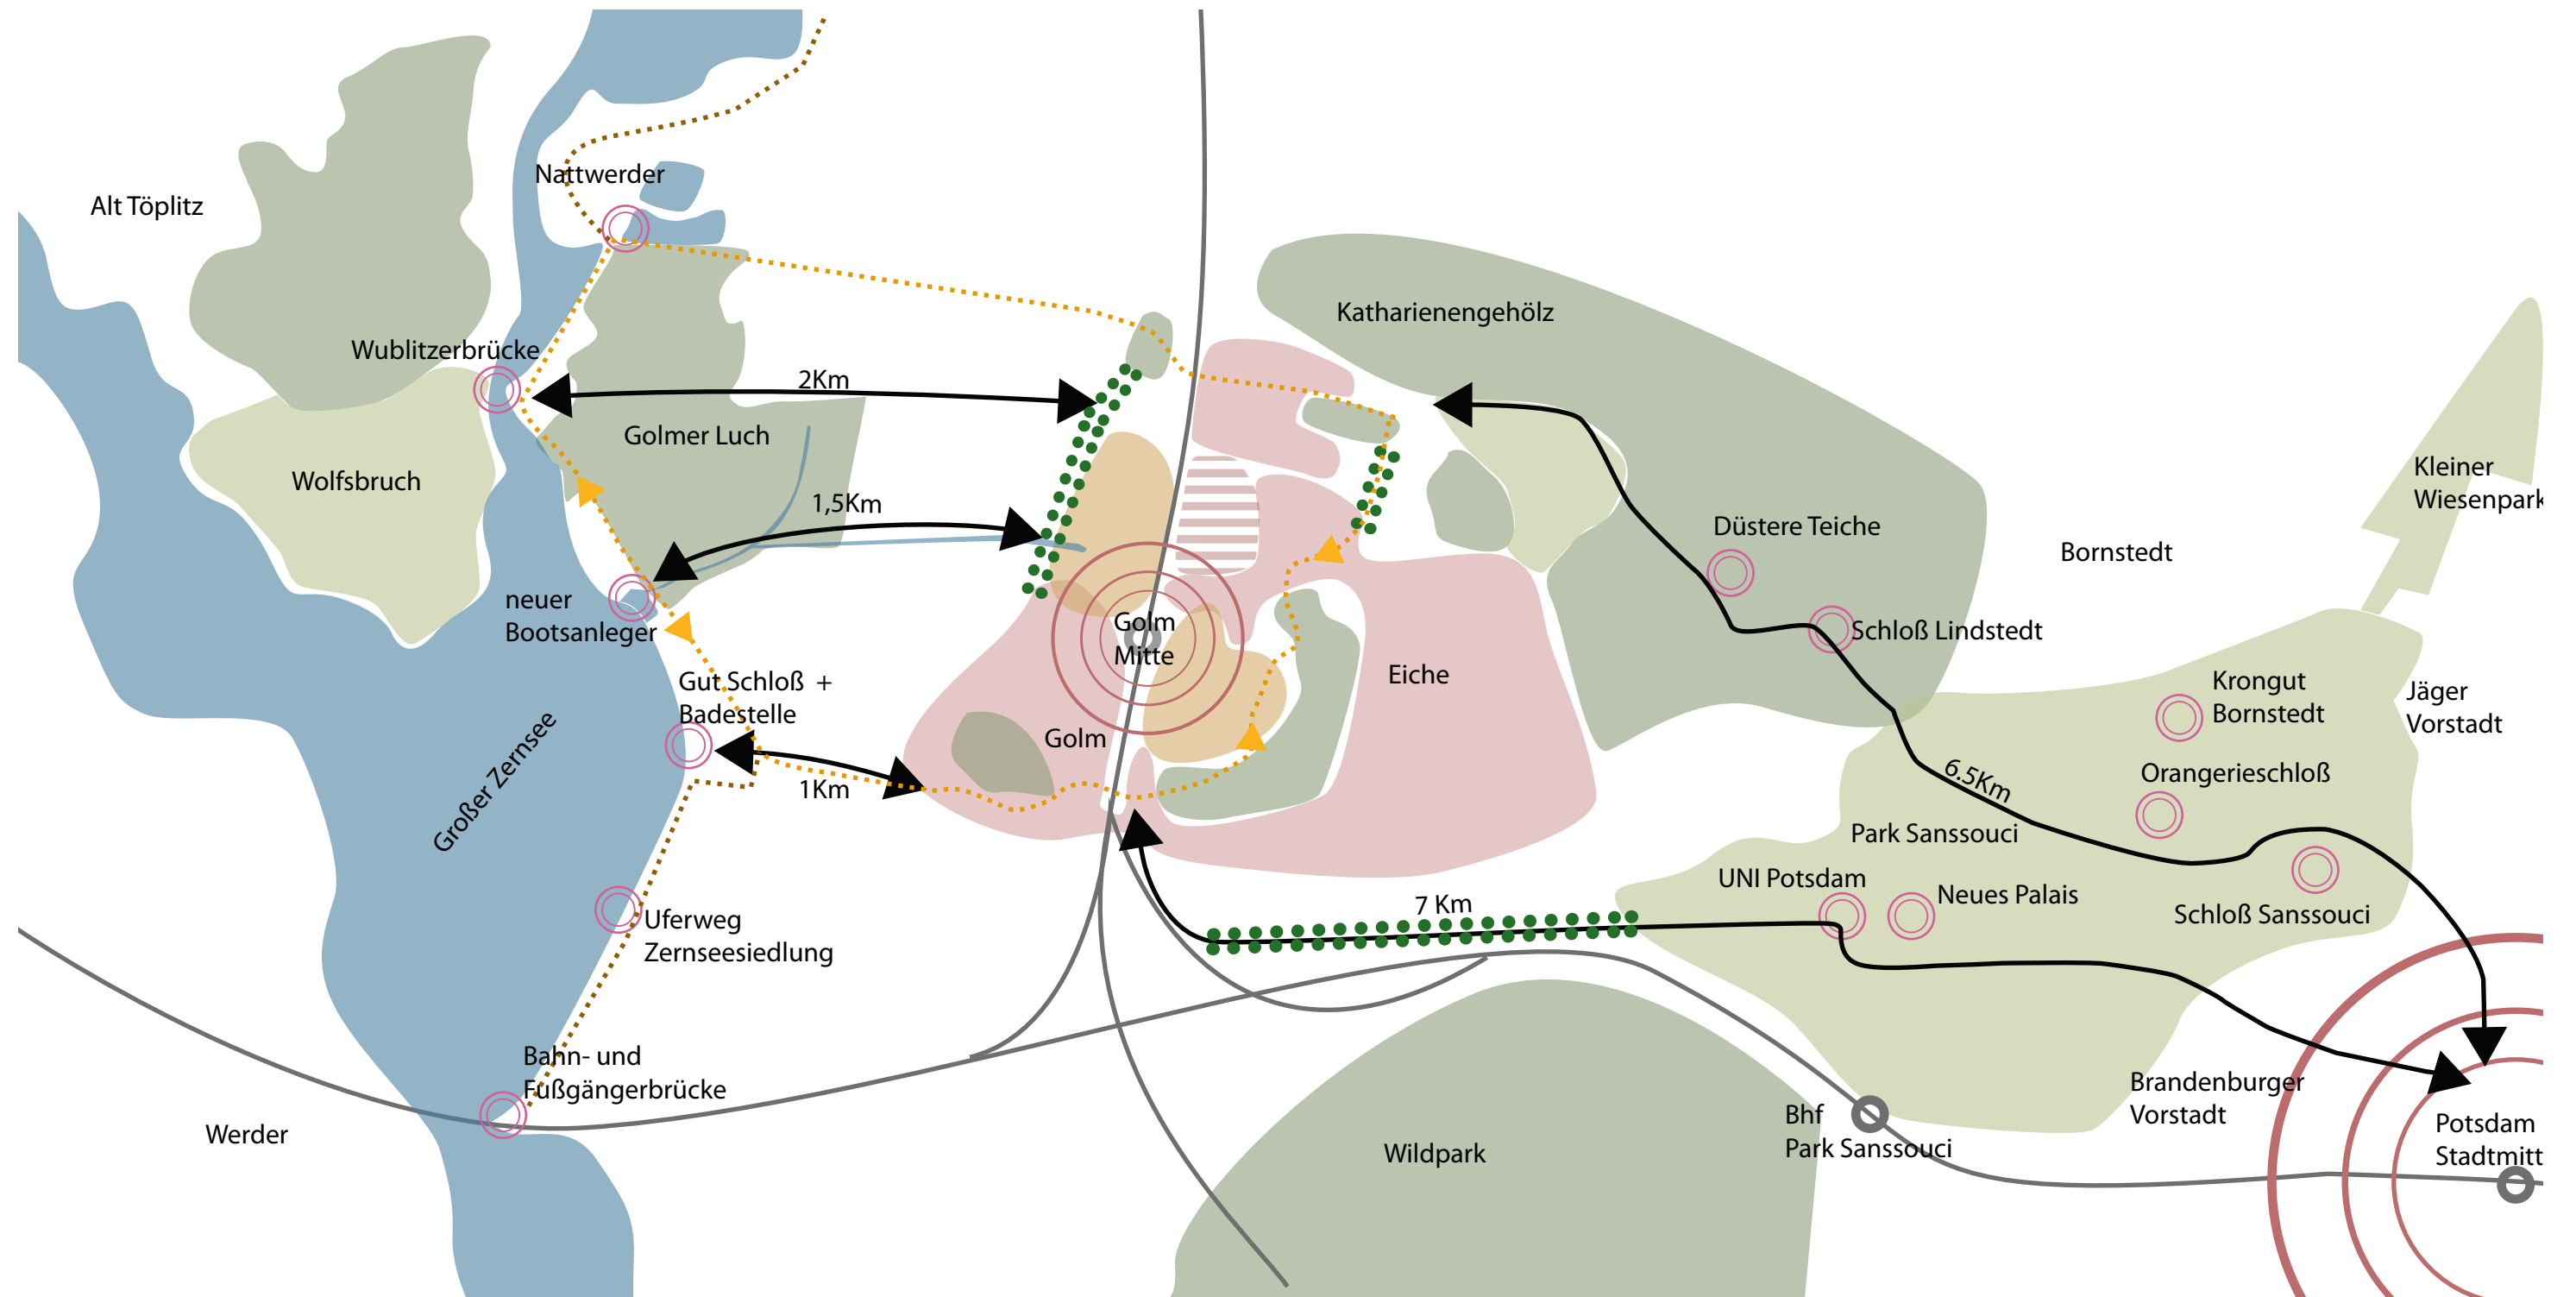 Nattwerder
Alt Töplitz
Katharienengehölz
Wublitzerbrücke
2Km
Golmer Luch
Wolfsbruch
1,5Km
Kleiner
Wiesenpark
Düstere Teiche
Bornstedt
neuer
Bootsanleger
Golm
Mitte
Schloß Lindstedt
Eiche
Gut Schloß +
Badestelle
Krongut
Bornstedt
Jäger
Vorstadt
Golm
Großer Zernsee
1Km
6.5Km
Orangerieschloß
Park Sanssouci
UNI Potsdam
Neues Palais
7 Km
Schloß Sanssouci
Uferweg
Zernseesiedlung
Bahn- und
Fußgängerbrücke
Werder
Wildpark
Bhf
Park Sanssouci
Brandenburger
Vorstadt
Potsdam
Stadtmitt